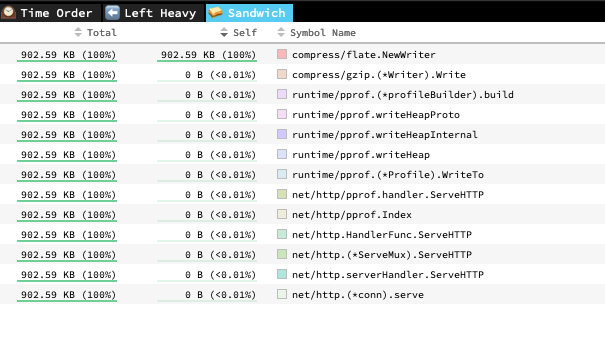 Time Order Left Heavy Sandwich
Total Self Symbol Name
902.59 KB (100%) 902.59 KB (100%) compress/flate.NewWriter
902.59 KB (100%) 0 B (<0.01%) compress/gzip.(*Writer).Write
902.59 KB (100%) 0 B (<0.01%) runtime/pprof.(*profileBuilder).build
902.59 KB (100%) 0 B (<0.01%) runtime/pprof.writeHeapProto
902.59 KB (100%) 0 B (<0.01%) runtime/pprof.writeHeapInternal
902.59 KB (100%) 0 B (<0.01%) runtime/pprof.writeHeap
902.59 KB (100%) 0 B (<0.01%) runtime/pprof.(*Profile).WriteTo
902.59 KB (100%) 0 B (<0.01%) net/http/pprof.handler.ServeHTTP
902.59 KB (100%) 0 B (<0.01%) net/http/pprof.Index
902.59 KB (100%) 0 B (<0.01%) net/http.HandlerFunc.ServeHTTP
902.59 KB (100%) 0 B (<0.01%) net/http.(*ServeMux).ServeHTTP
902.59 KB (100%) 0 B (<0.01%) net/http.serverHandler.ServeHTTP
902.59 KB (100%) 0 B (<0.01%) net/http.(*conn).serve